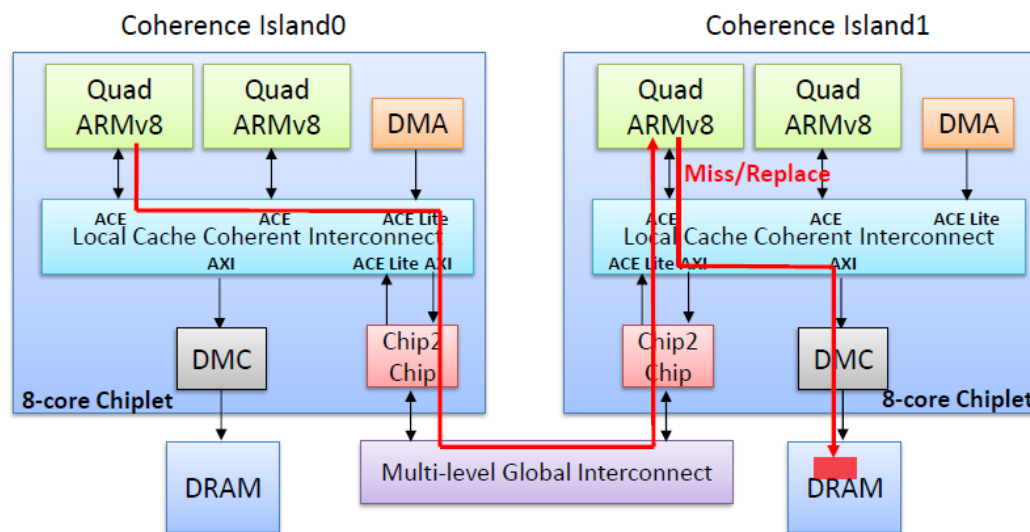 Coherence Island0
Quad
ARMv8
Quad
ARMv8
DMA
ACE
ACE
ACE Lite
Local Cache Coherent Interconnect
AXI
ACE Lite AXI
DMC
Chip2
Chip
8-core Chiplet
DRAM
Multi-level Global Interconnect
Coherence Island1
Quad
ARMv8
Quad
ARMv8
DMA
Miss/Replace
ACE
ACE
ACE Lite
Local Cache Coherent Interconnect
ACE Lite AXI
AXI
Chip2
Chip
DMC
8-core Chiplet
DRAM